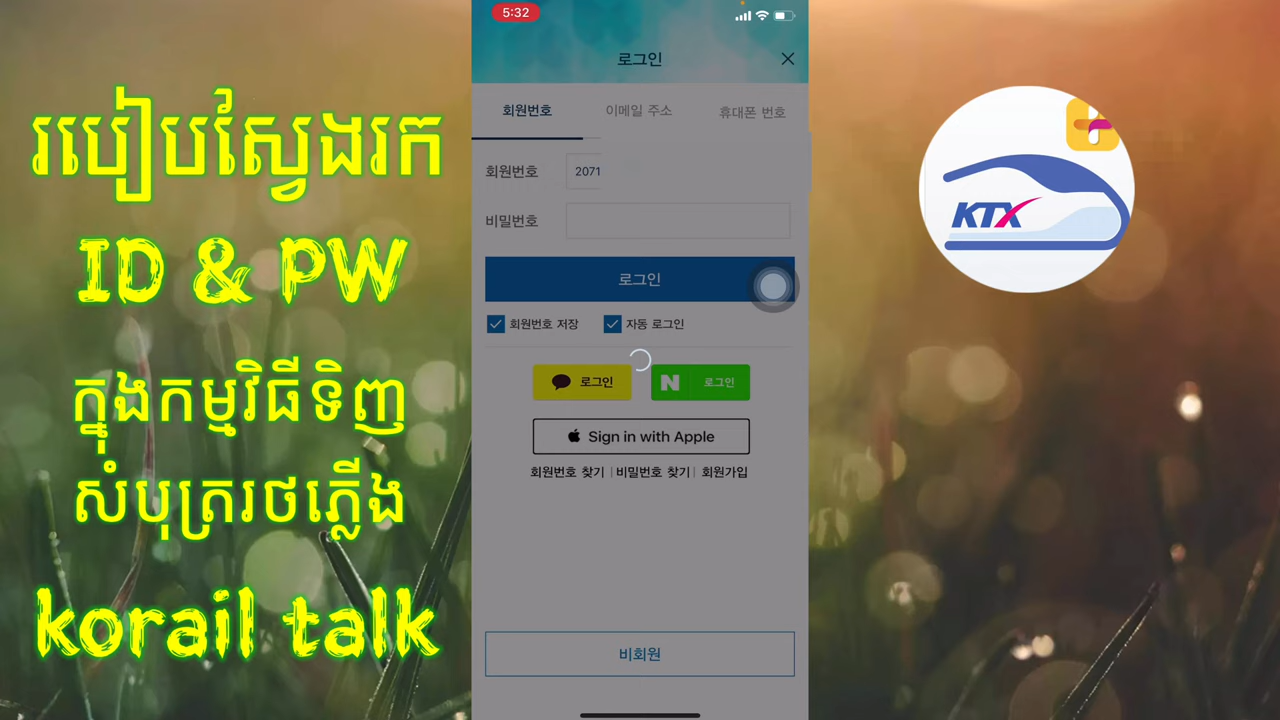 របៀបស្វែងរក
ID & PW
ក្នុងកម្មវិធីទិញ
សំបុត្ររថភ្លើង
korail talk
5:32
로그인
회원번호 이메일 주소 휴대폰 번호
회원번호 2071
비밀번호
로그인
회원번호 저장 자동 로그인
로그인 N 로그인
Sign in with Apple
회원번호 찾기 | 비밀번호 찾기 | 회원가입
비회원
KTX